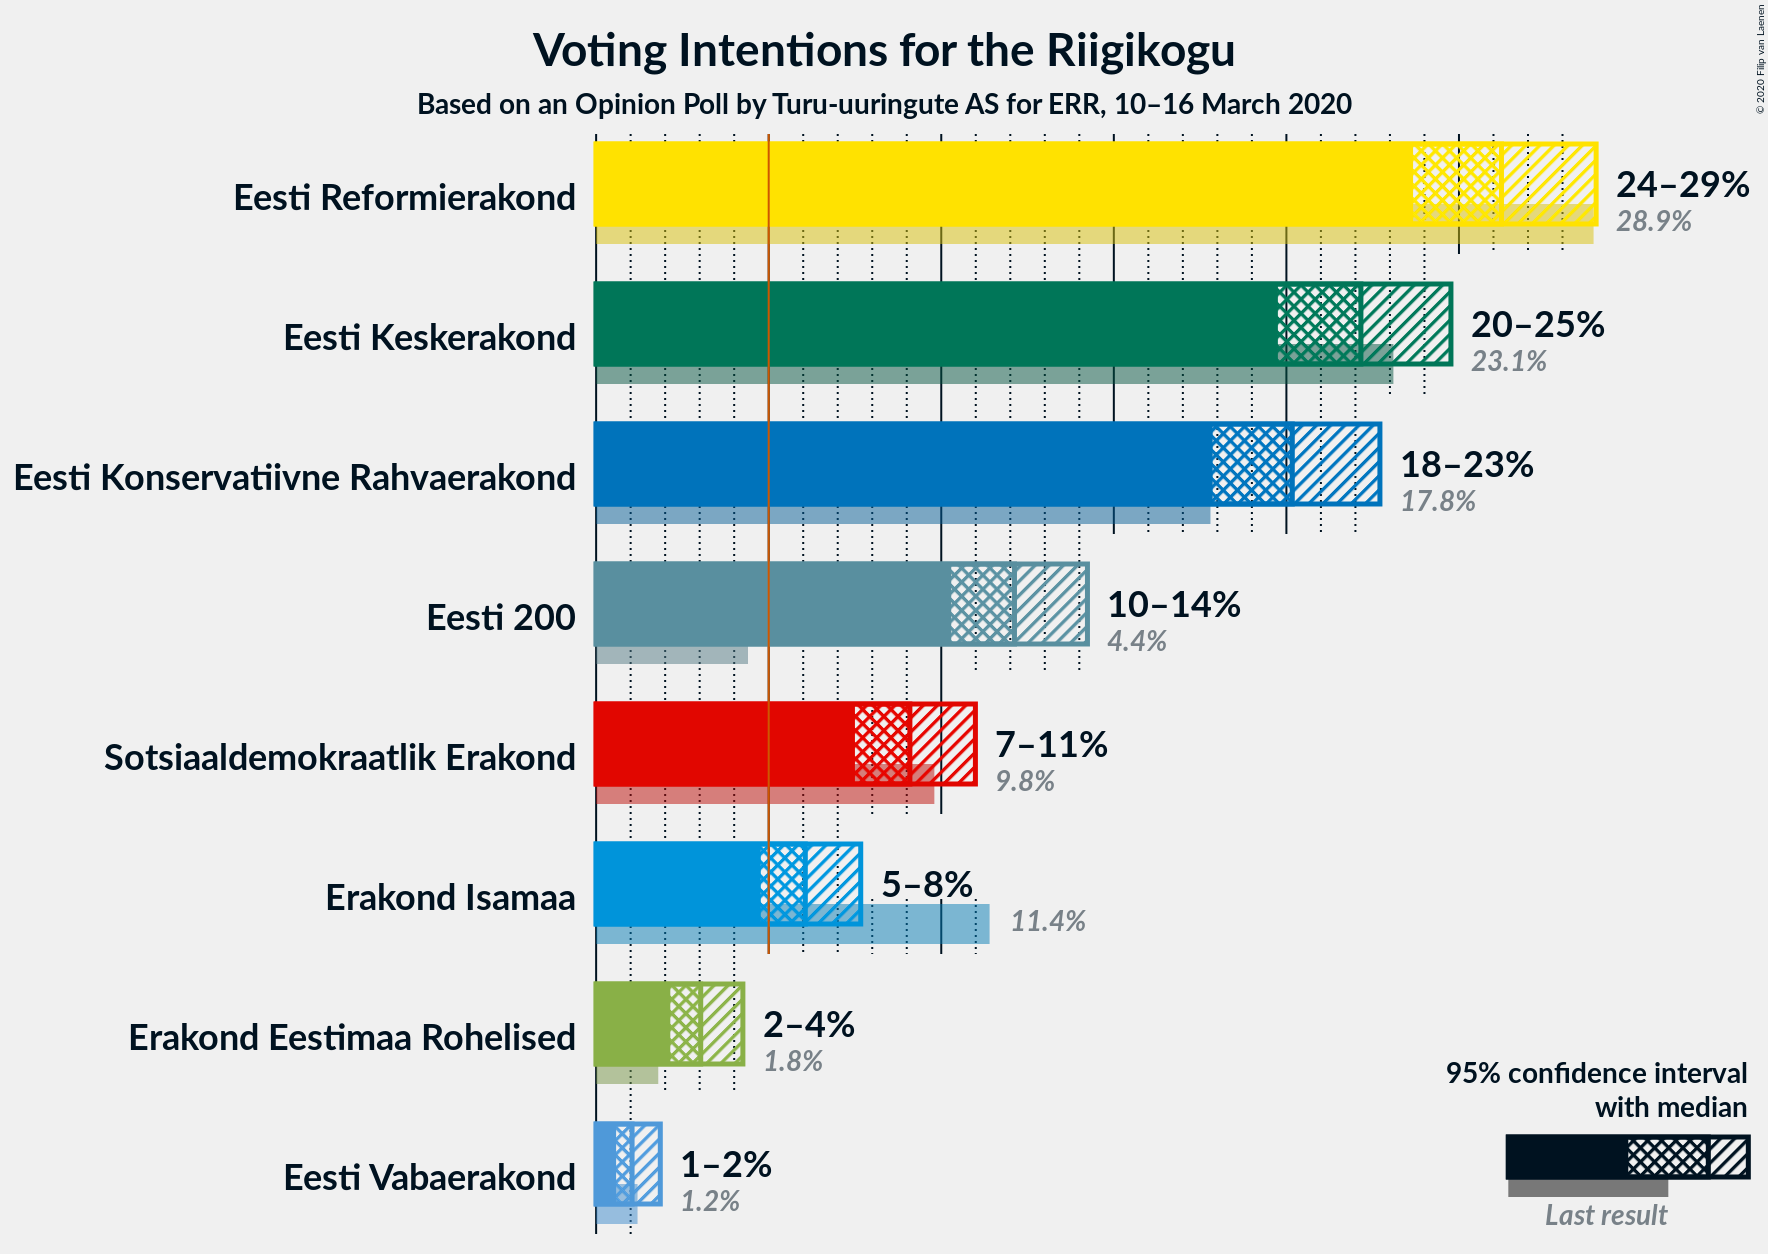 Voting Intentions for the Riigikogu
Based on an Opinion Poll by Turu-uuringute AS for ERR, 10–16 March 2020
© 2020 Filip van Laenen
Eesti Reformierakond
24–29%
28.9%
Eesti Keskerakond
20–25%
23.1%
Eesti Konservatiivne Rahvaerakond
18–23%
17.8%
Eesti 200
10–14%
4.4%
Sotsiaaldemokraatlik Erakond
7–11%
9.8%
Erakond Isamaa
5–8%
11.4%
Erakond Eestimaa Rohelised
2–4%
1.8%
Eesti Vabaerakond
1–2%
1.2%
95% confidence interval
with median
Last result